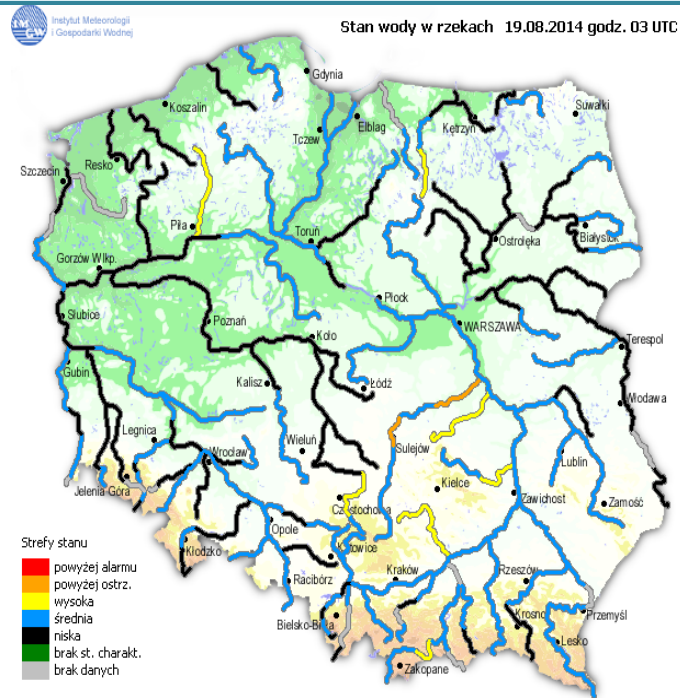 Instytut Meteorologii
i Gospodarki Wodnej
Stan wody w rzekach 19.08.2014 godz. 03 UTC
Gdynia
Koszalin
Suwałki
Elbląg
Kętrzyn
Tczew
Resko
Szczecin
Piła
Toruń
Ostrołęka
Białystok
Gorzów Wlkp.
Płock
Słubice
Poznań
WARSZAWA
Koło
Terespol
Gubin
Kalisz
Łódź
Włodawa
Legnica
Wieluń
Sulejów
Wrocław
Lublin
Jelenia Góra
Kielce
Zawichost
Zamość
Częstochowa
Opole
Strefy stanu
Kłodzko
Katowice
powyżej alarmu
Racibórz
Kraków
Rzeszów
powyżej ostrz.
wysoka
Bielsko-Biała
Krosno
Przemyśl
średnia
niska
Lesko
brak st. charakt.
Zakopane
brak danych